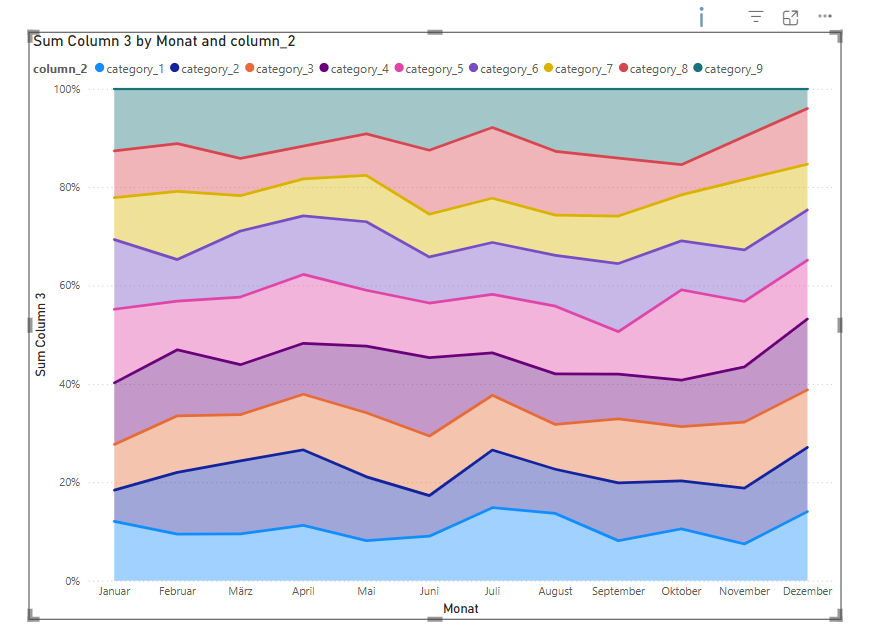 Sum Column 3 by Monat and column_2
column_2 category_1 category_2 category_3 category_4 category_5 category_6 category_7 category_8 category_9
100%
80%
60%
40%
20%
0%
Sum Column 3
Januar Februar März April Mai Juni Juli August September Oktober November Dezember
Monat